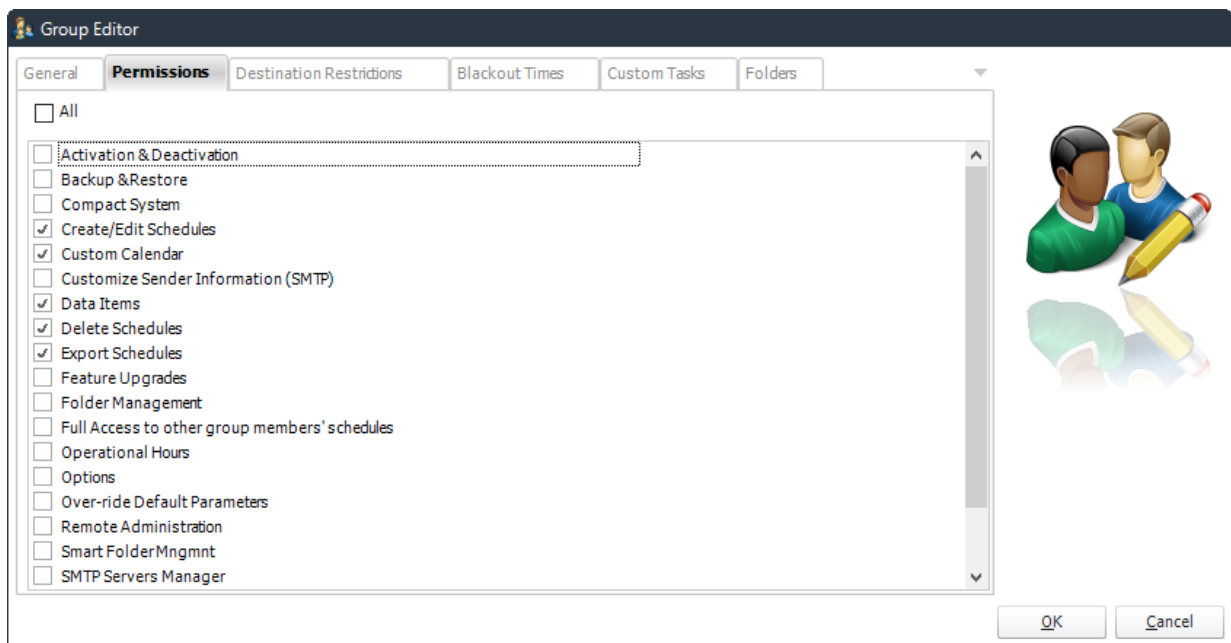 Group Editor
General Permissions Destination Restrictions Blackout Times Custom Tasks Folders
All
Activation & Deactivation
Backup &Restore
Compact System
Create/Edit Schedules
Custom Calendar
Customize Sender Information (SMTP)
Data Items
Delete Schedules
Export Schedules
Feature Upgrades
Folder Management
Full Access to other group members' schedules
Operational Hours
Options
Over-ride Default Parameters
Remote Administration
Smart Folder Mngmnt
SMTP Servers Manager
OK Cancel